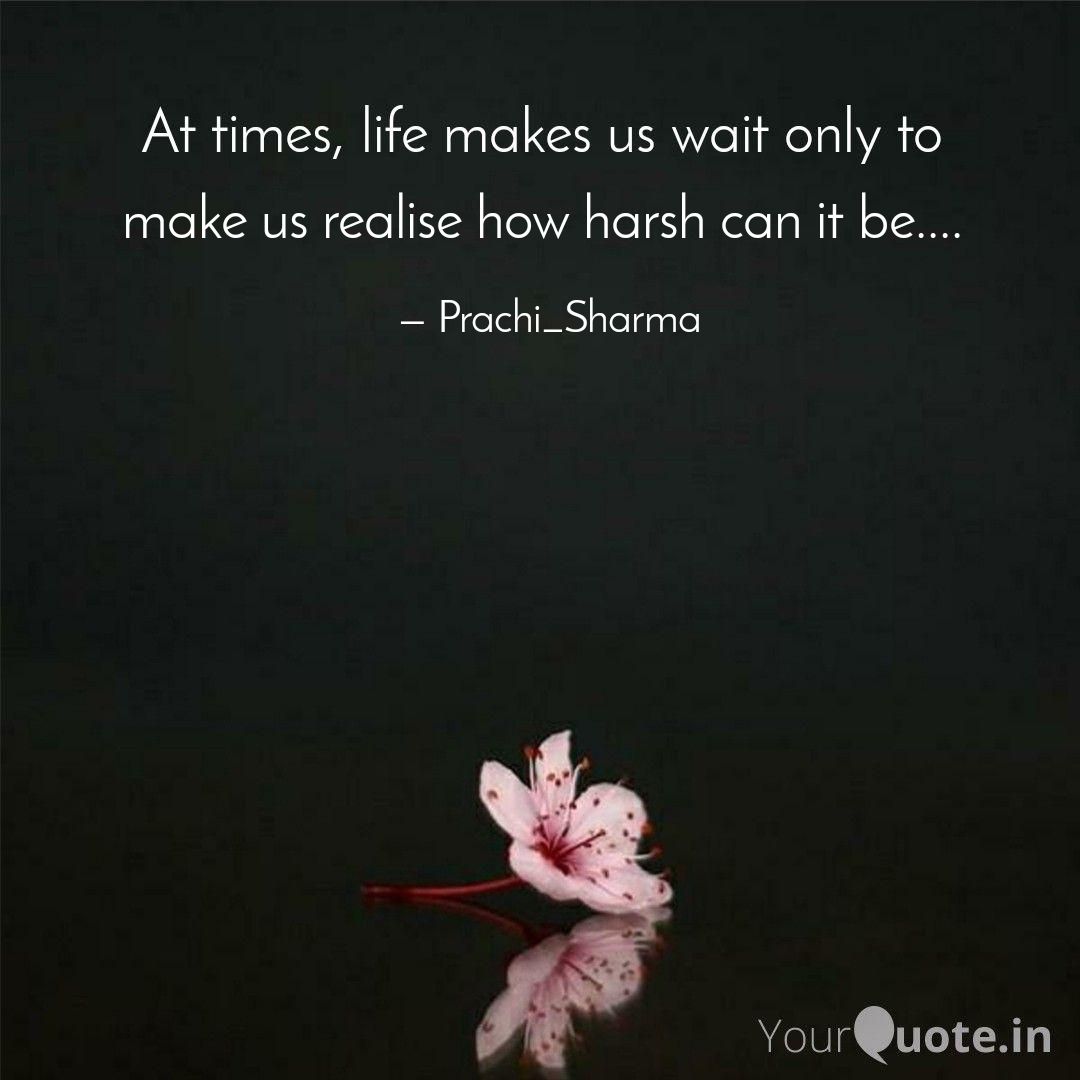 At times, life makes us wait only to
make us realise how harsh can it be....
– Prachi_Sharma
YourQuote.in